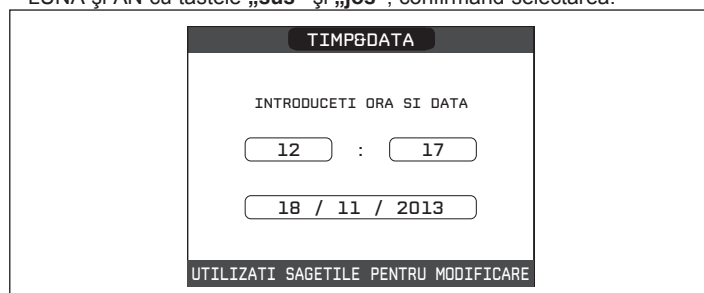 LUNA şi AN cu tastele „sus” şi „jos”, confirmând selectarea.
TIMP&DATA
INTRODUCETI ORA SI DATA
12 : 17
18 / 11 / 2013
UTILIZATI SAGETILE PENTRU MODIFICARE